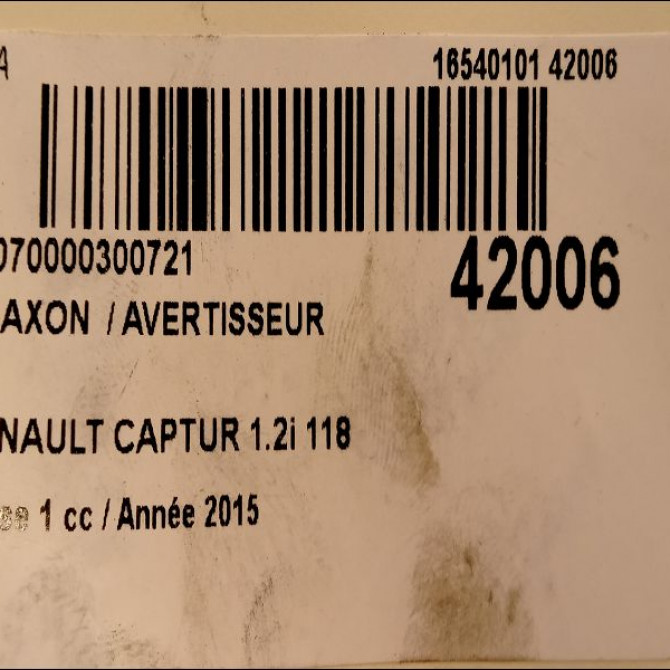 A 16540101 42006
070000300721 42006
AXON / AVERTISSEUR
NAULT CAPTUR 1.2i 118
1 cc / Année 2015